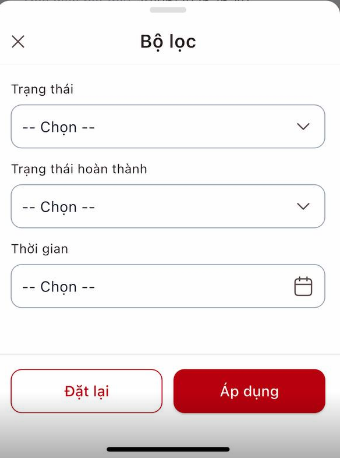 Bộ lọc
Trạng thái
-- Chọn --
Trạng thái hoàn thành
-- Chọn --
Thời gian
-- Chọn --
Đặt lại
Áp dụng